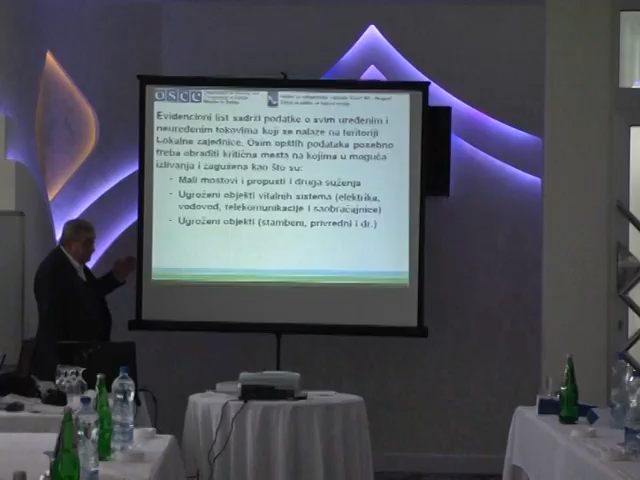 OSCE
Evidencioni list sadrži podatke o svim uređenim i
neuređenim tokovima koji se nalaze na teritoriji
Lokalne zajednice. Osim opštih podataka posebno
treba obraditi kritična mesta na kojima u moguća
izlivanja i zagušena kao što su:
- Mali mostovi i propusti i druga suženja
- Ugroženi objekti vitalnih sistema (elektrika,
vodovod, telekomunikacije i saobraćajnice)
- Ugroženi objekti (stambeni, privredni i dr.)